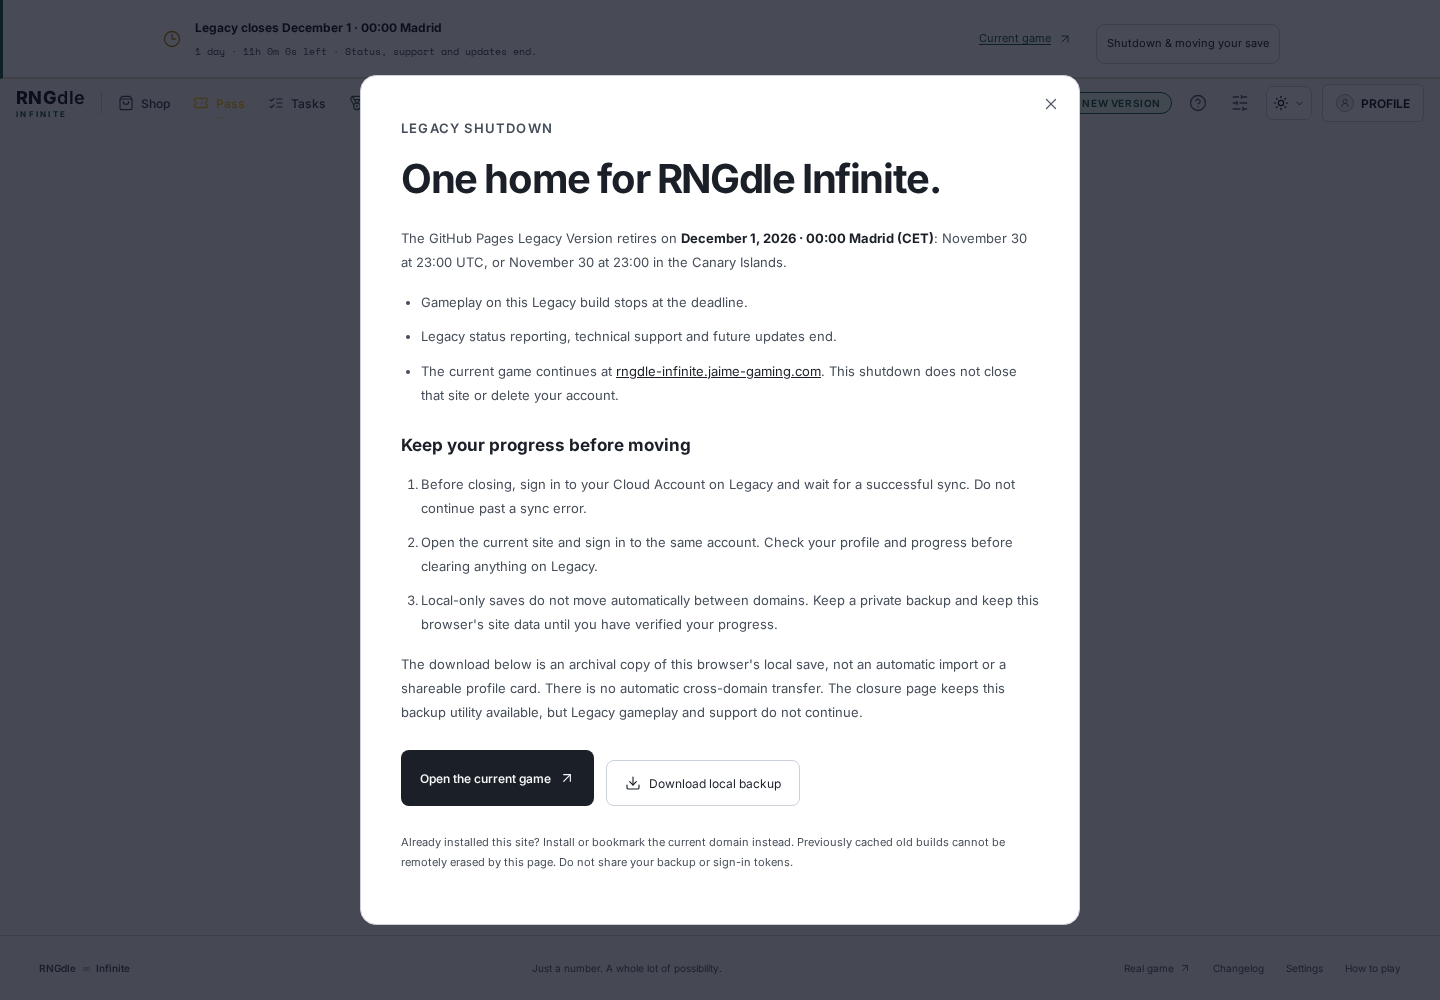 Legacy closes December 1 · 00:00 Madrid
1 day · 11h 0m 0s left · Status, support and updates end.
Current game
Shutdown & moving your save
RNGdle
INFINITE
Shop
Pass
Tasks
NEW VERSION
PROFILE
LEGACY SHUTDOWN
One home for RNGdle Infinite.
The GitHub Pages Legacy Version retires on December 1, 2026 · 00:00 Madrid (CET): November 30
at 23:00 UTC, or November 30 at 23:00 in the Canary Islands.
• Gameplay on this Legacy build stops at the deadline.
• Legacy status reporting, technical support and future updates end.
• The current game continues at rngdle-infinite.jaime-gaming.com. This shutdown does not close
that site or delete your account.
Keep your progress before moving
1. Before closing, sign in to your Cloud Account on Legacy and wait for a successful sync. Do not
continue past a sync error.
2. Open the current site and sign in to the same account. Check your profile and progress before
clearing anything on Legacy.
3. Local-only saves do not move automatically between domains. Keep a private backup and keep this
browser's site data until you have verified your progress.
The download below is an archival copy of this browser's local save, not an automatic import or a
shareable profile card. There is no automatic cross-domain transfer. The closure page keeps this
backup utility available, but Legacy gameplay and support do not continue.
Open the current game
Download local backup
Already installed this site? Install or bookmark the current domain instead. Previously cached old builds cannot be
remotely erased by this page. Do not share your backup or sign-in tokens.
RNGdle ∞ Infinite
Just a number. A whole lot of possibility.
Real game
Changelog
Settings
How to play